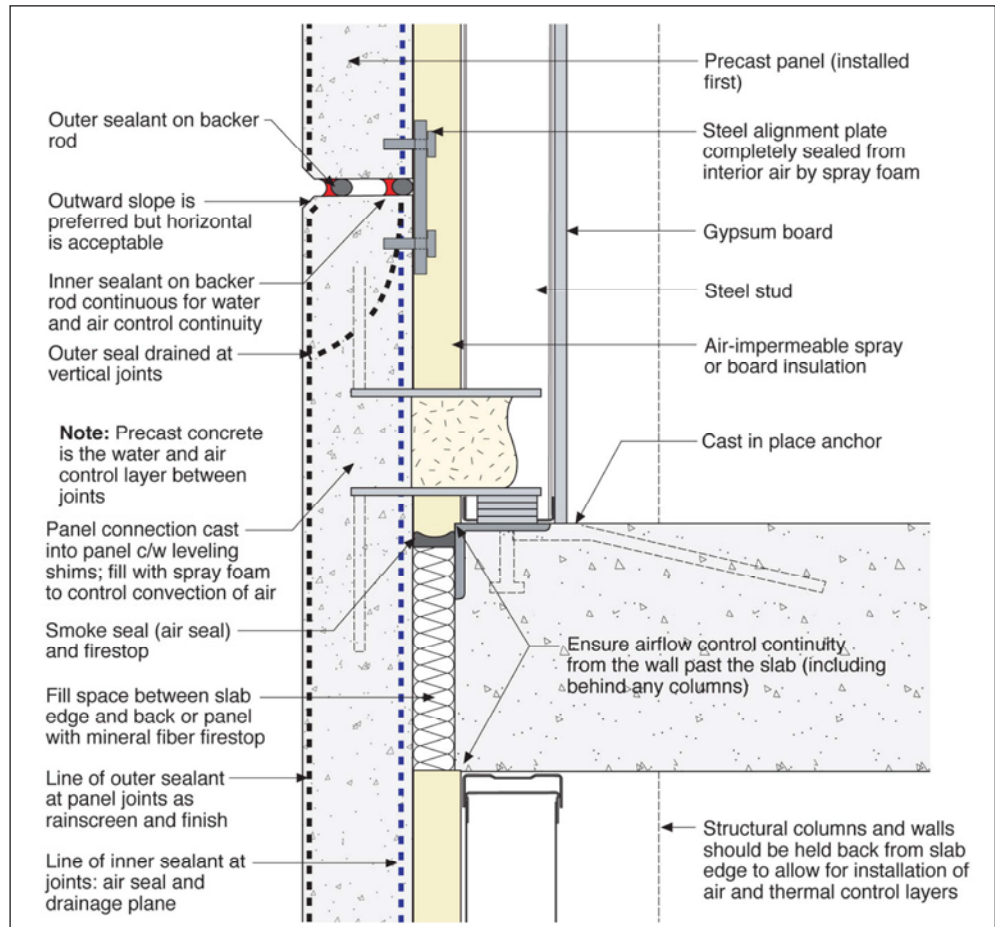 Outer sealant on backer
rod
Outward slope is
preferred but horizontal
is acceptable
Inner sealant on backer
rod continuous for water
and air control continuity
Outer seal drained at
vertical joints
Note: Precast concrete
is the water and air
control layer between
joints
Panel connection cast
into panel c/w leveling
shims; fill with spray foam
to control convection of air
Smoke seal (air seal)
and firestop
Fill space between slab
edge and back or panel
with mineral fiber firestop
Line of outer sealant
at panel joints as
rainscreen and finish
Line of inner sealant at
joints: air seal and
drainage plane
Precast panel (installed
first)
Steel alignment plate
completely sealed from
interior air by spray foam
Gypsum board
Steel stud
Air-impermeable spray
or board insulation
Cast in place anchor
Ensure airflow control continuity
from the wall past the slab (including
behind any columns)
Structural columns and walls
should be held back from slab
edge to allow for installation of
air and thermal control layers